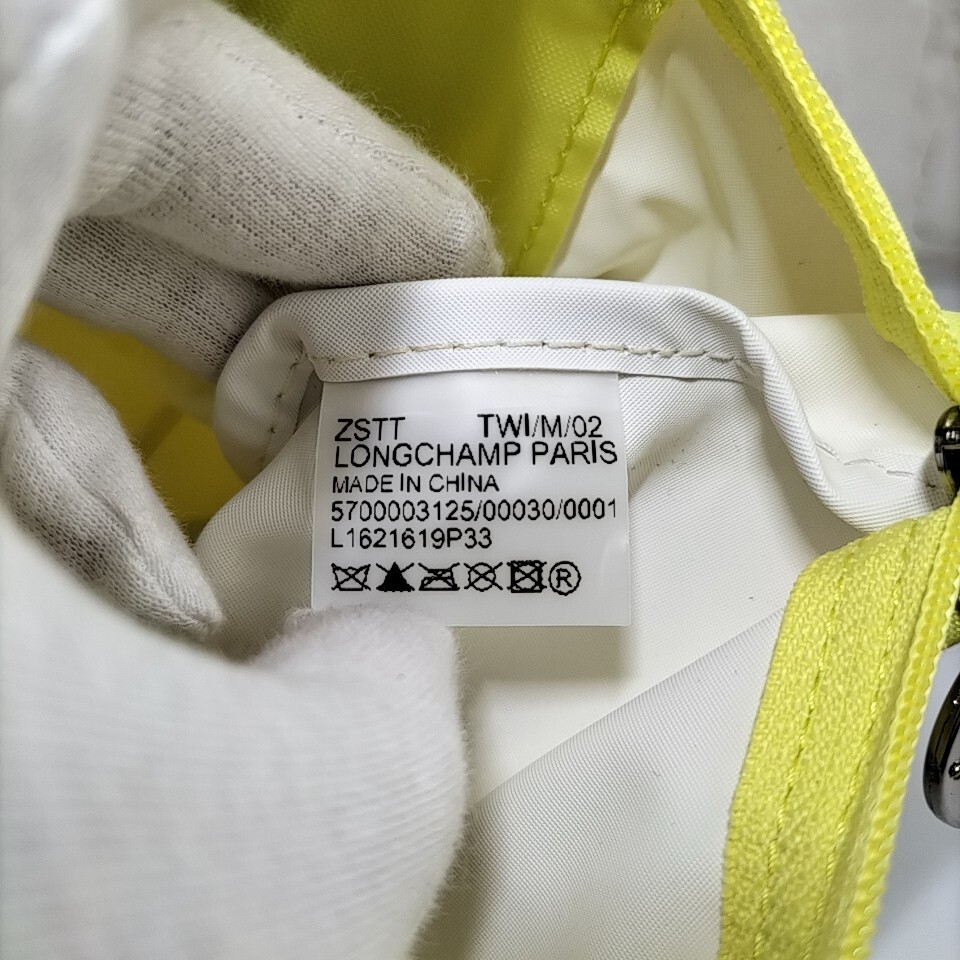 ZSTT TWI/M/02
LONGCHAMP PARIS
MADE IN CHINA
5700003125/00030/0001
L1621619P33
®